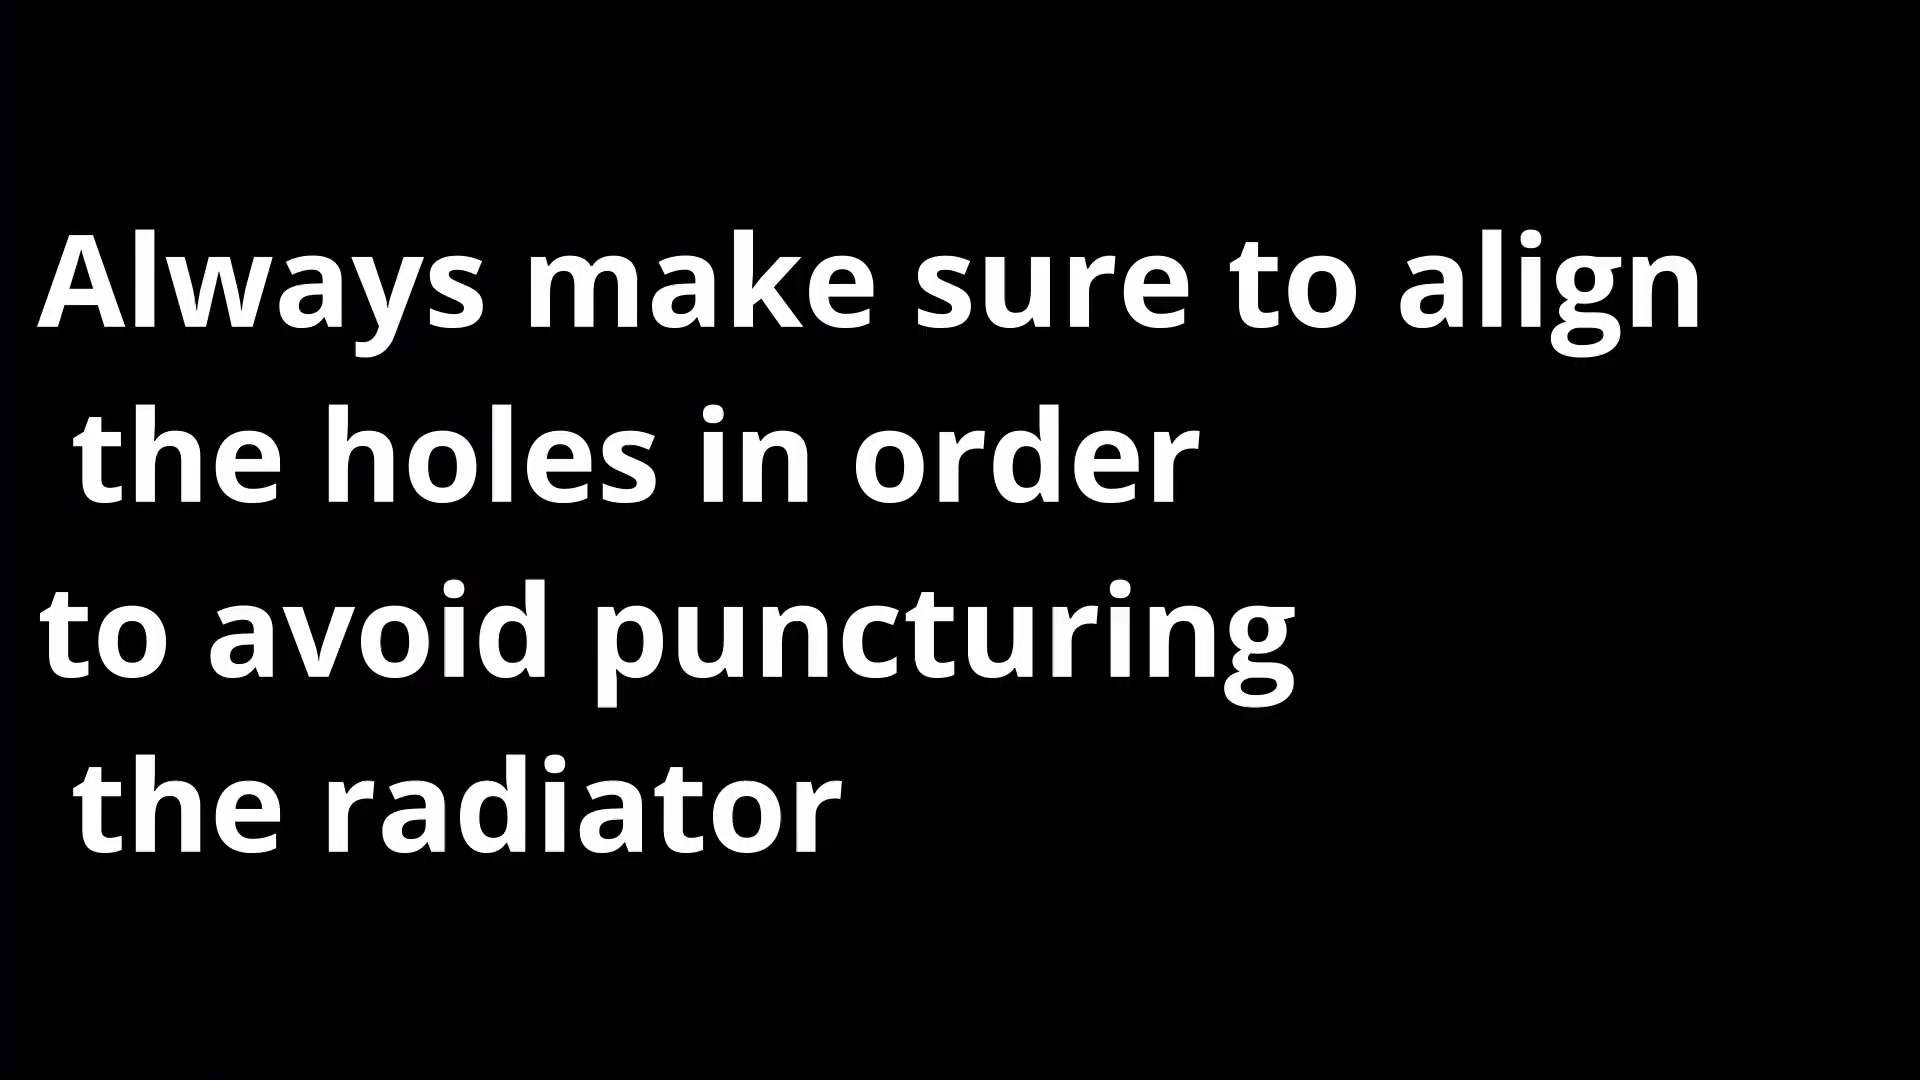 Always make sure to align
the holes in order
to avoid puncturing
the radiator